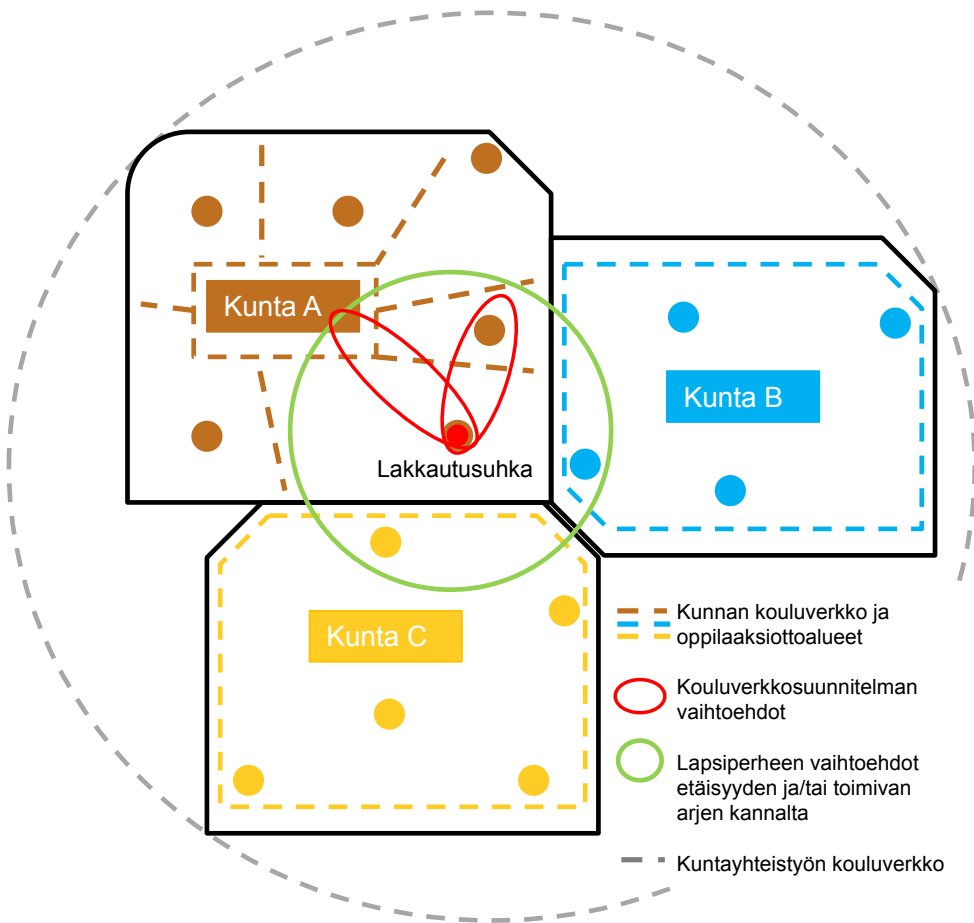 Kunta A
Kunta B
Lakkautusuhka
Kunta C
Kunnan kouluverkko ja
oppilaaksiottoalueet
Kouluverkkosuunnitelman
vaihtoehdot
Lapsiperheen vaihtoehdot
etäisyyden ja/tai toimivan
arjen kannalta
Kuntayhteistyön kouluverkko